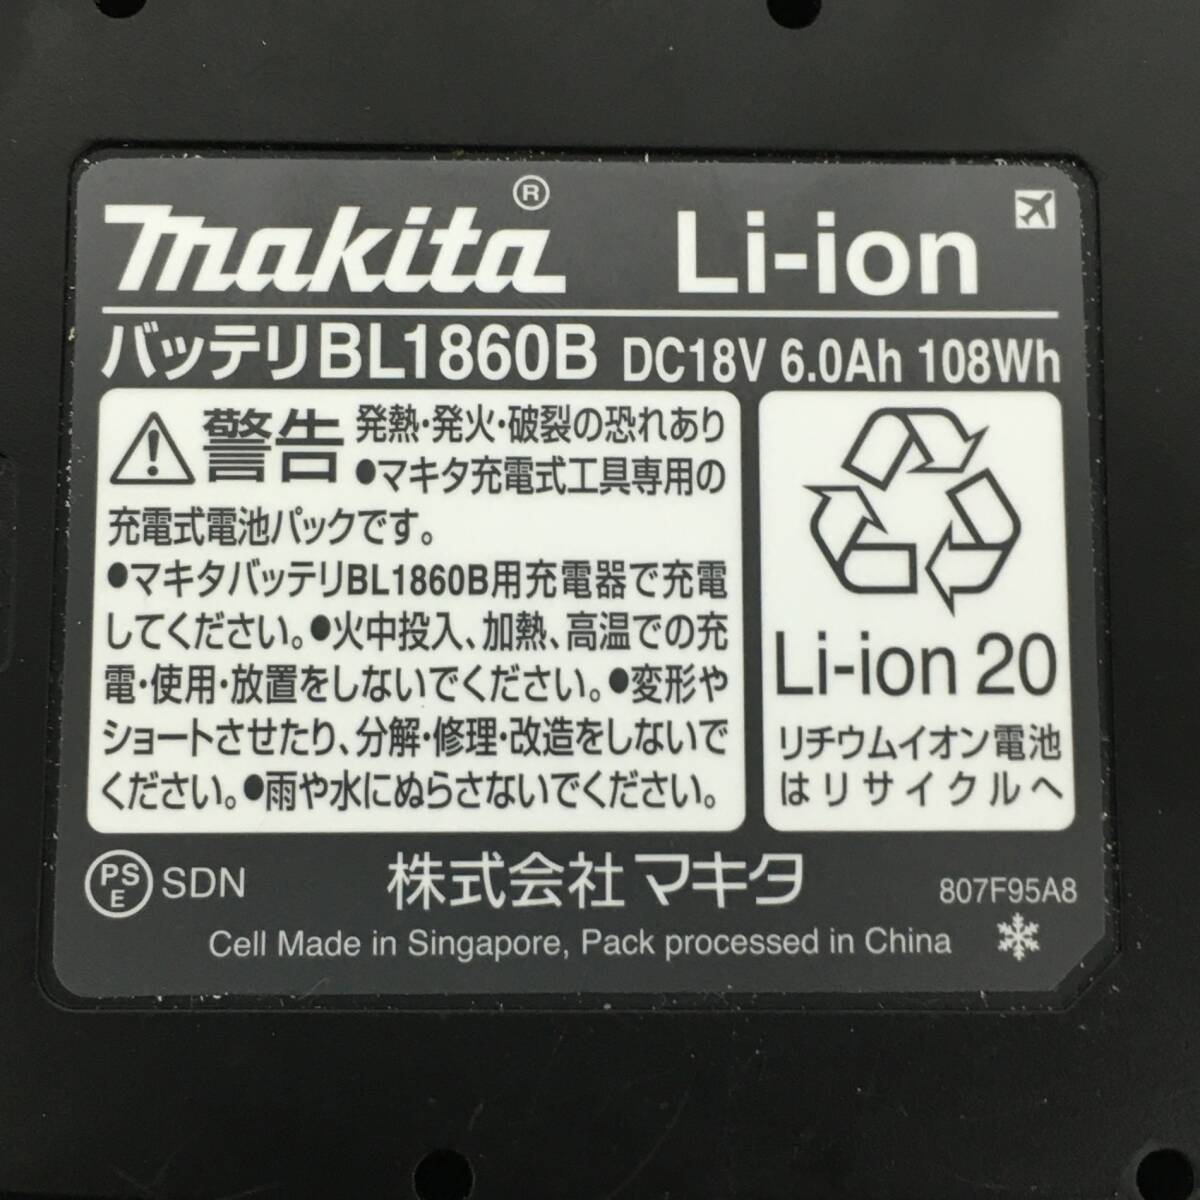 makita®
Li-ion
バッテリBL1860B DC18V 6.0Ah 108Wh
警告 発熱・発火・破裂の恐れあり
●マキタ充電式工具専用の
充電式電池パックです。
●マキタバッテリBL1860B用充電器で充電
してください。●火中投入、加熱、高温での充
電・使用・放置をしないでください。●変形や
ショートさせたり、分解・修理・改造をしないで
ください。●雨や水にぬらさないでください。
Li-ion 20
リチウムイオン電池
はリサイクルへ
PS
E
SDN
株式会社マキタ
807F95A8
Cell Made in Singapore, Pack processed in China